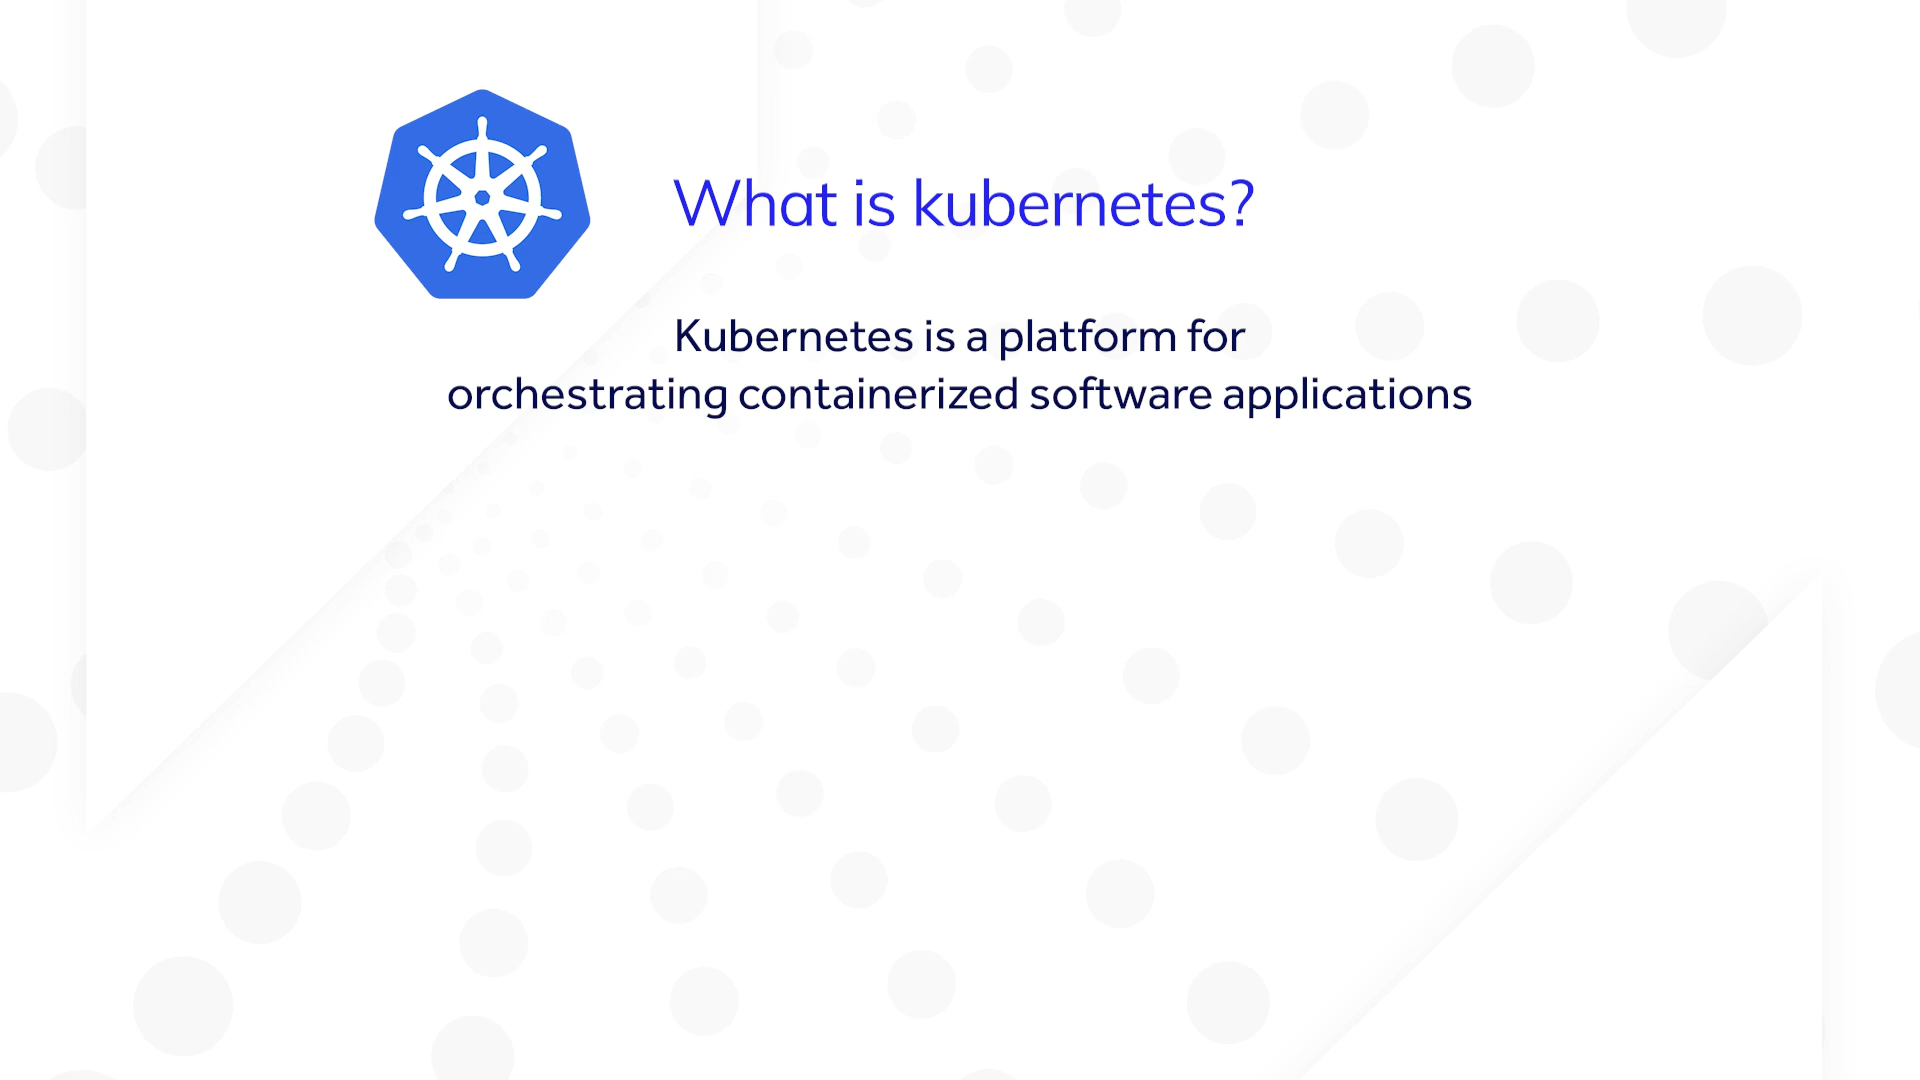 What is kubernetes?
Kubernetes is a platform for
orchestrating containerized software applications